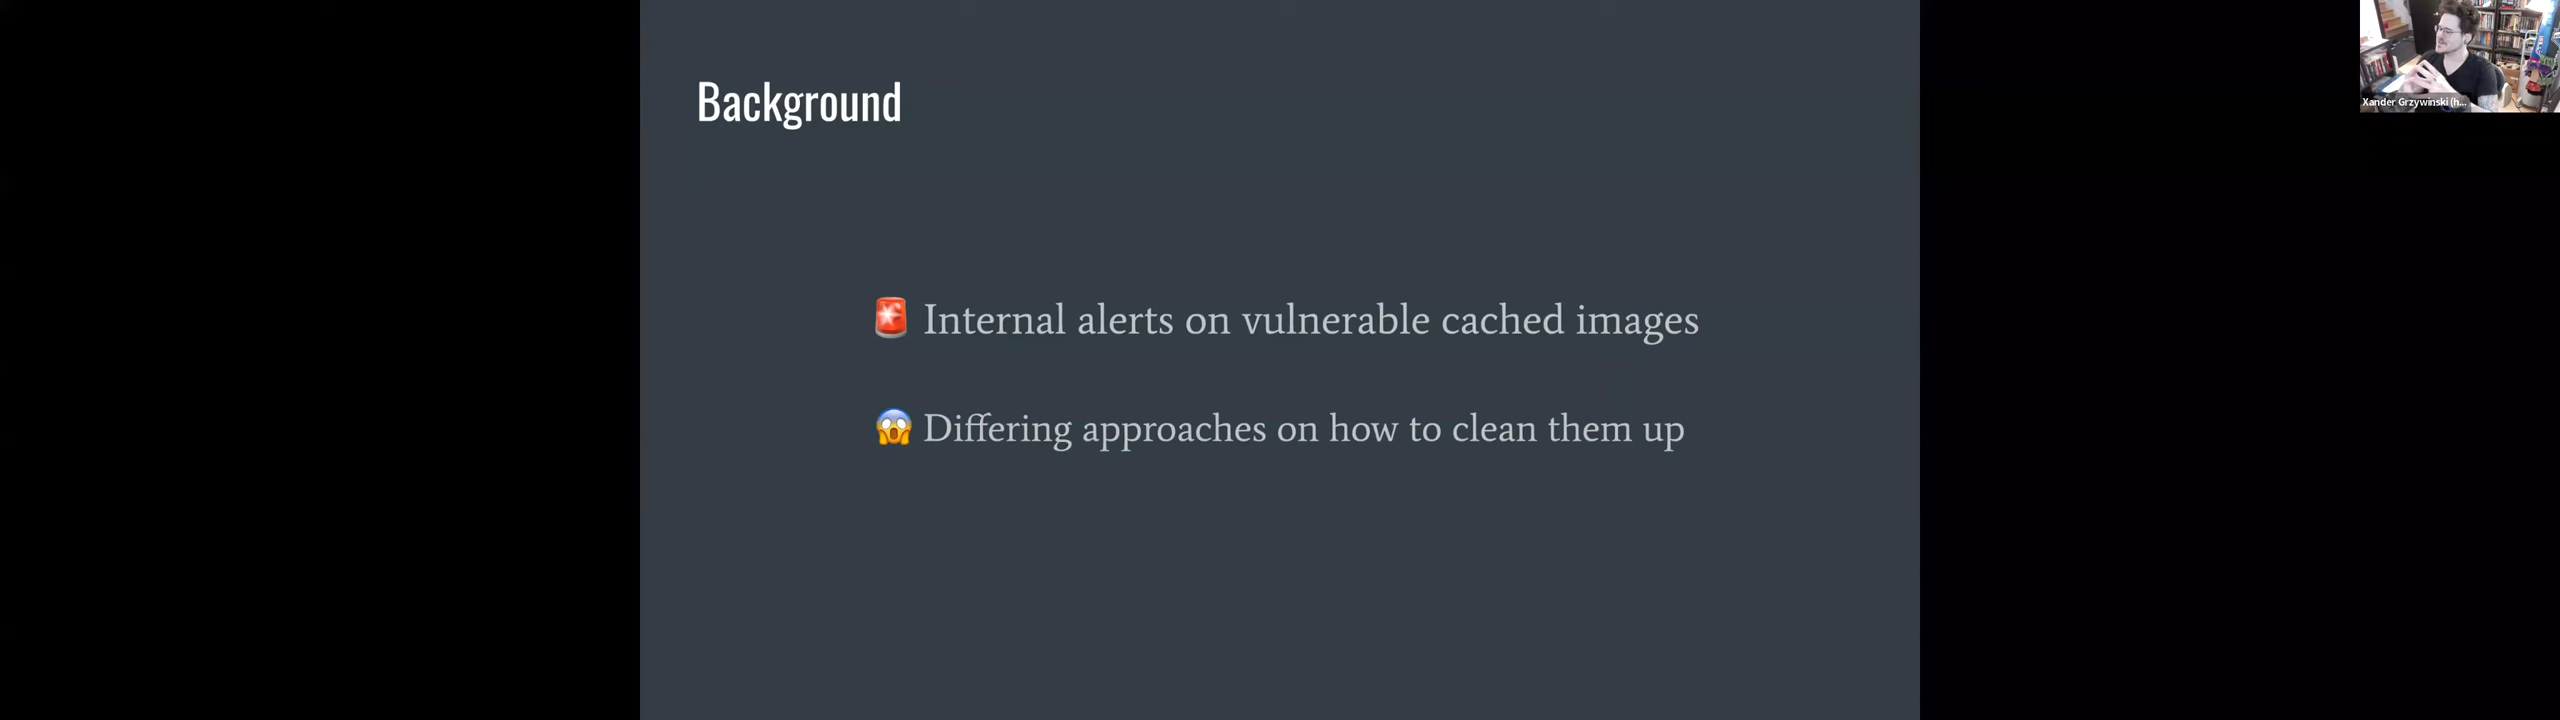 Background
🚨 Internal alerts on vulnerable cached images
😱 Differing approaches on how to clean them up
Xander Grzywinski (h...